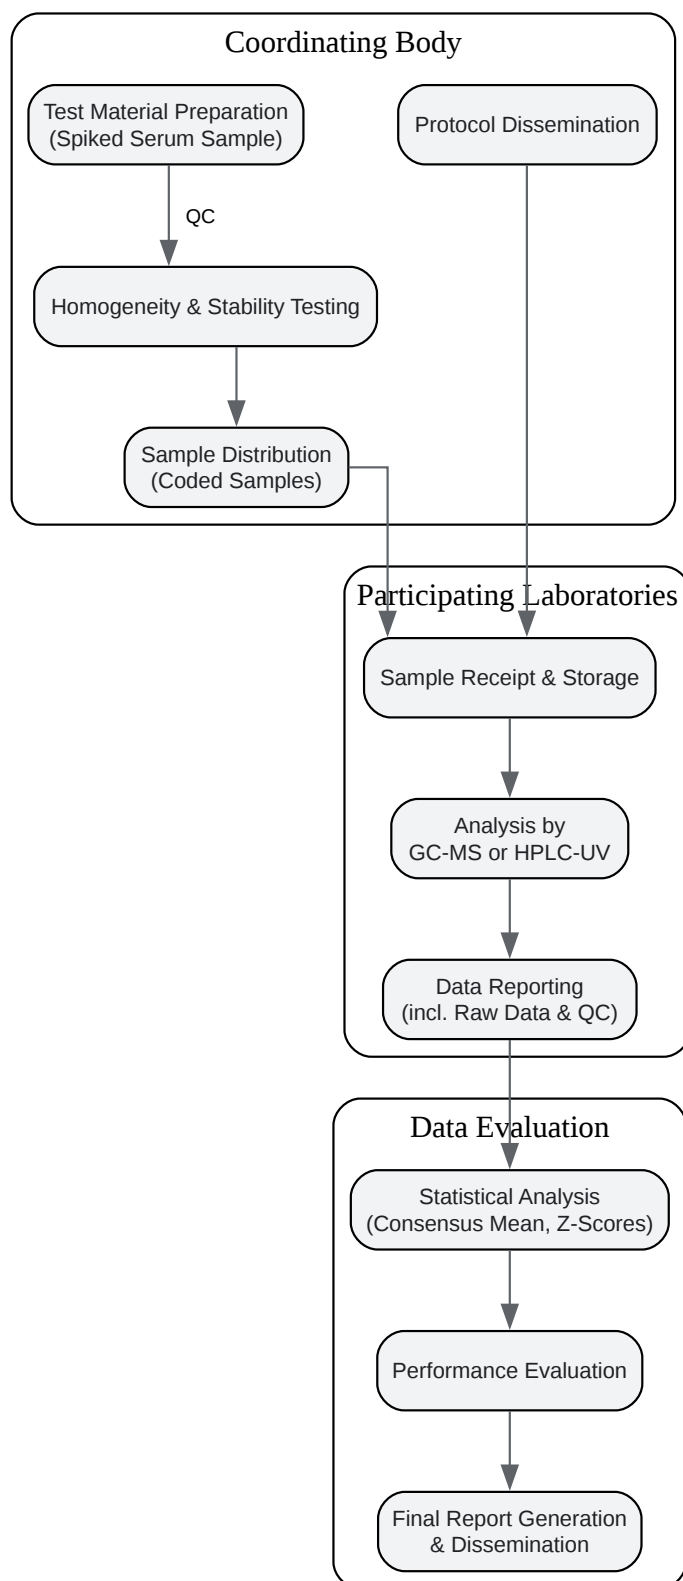 Coordinating Body
Test Material Preparation
(Spiked Serum Sample)
Protocol Dissemination
QC
Homogeneity & Stability Testing
Sample Distribution
(Coded Samples)
Participating Laboratories
Sample Receipt & Storage
Analysis by
GC-MS or HPLC-UV
Data Reporting
(incl. Raw Data & QC)
Data Evaluation
Statistical Analysis
(Consensus Mean, Z-Scores)
Performance Evaluation
Final Report Generation
& Dissemination